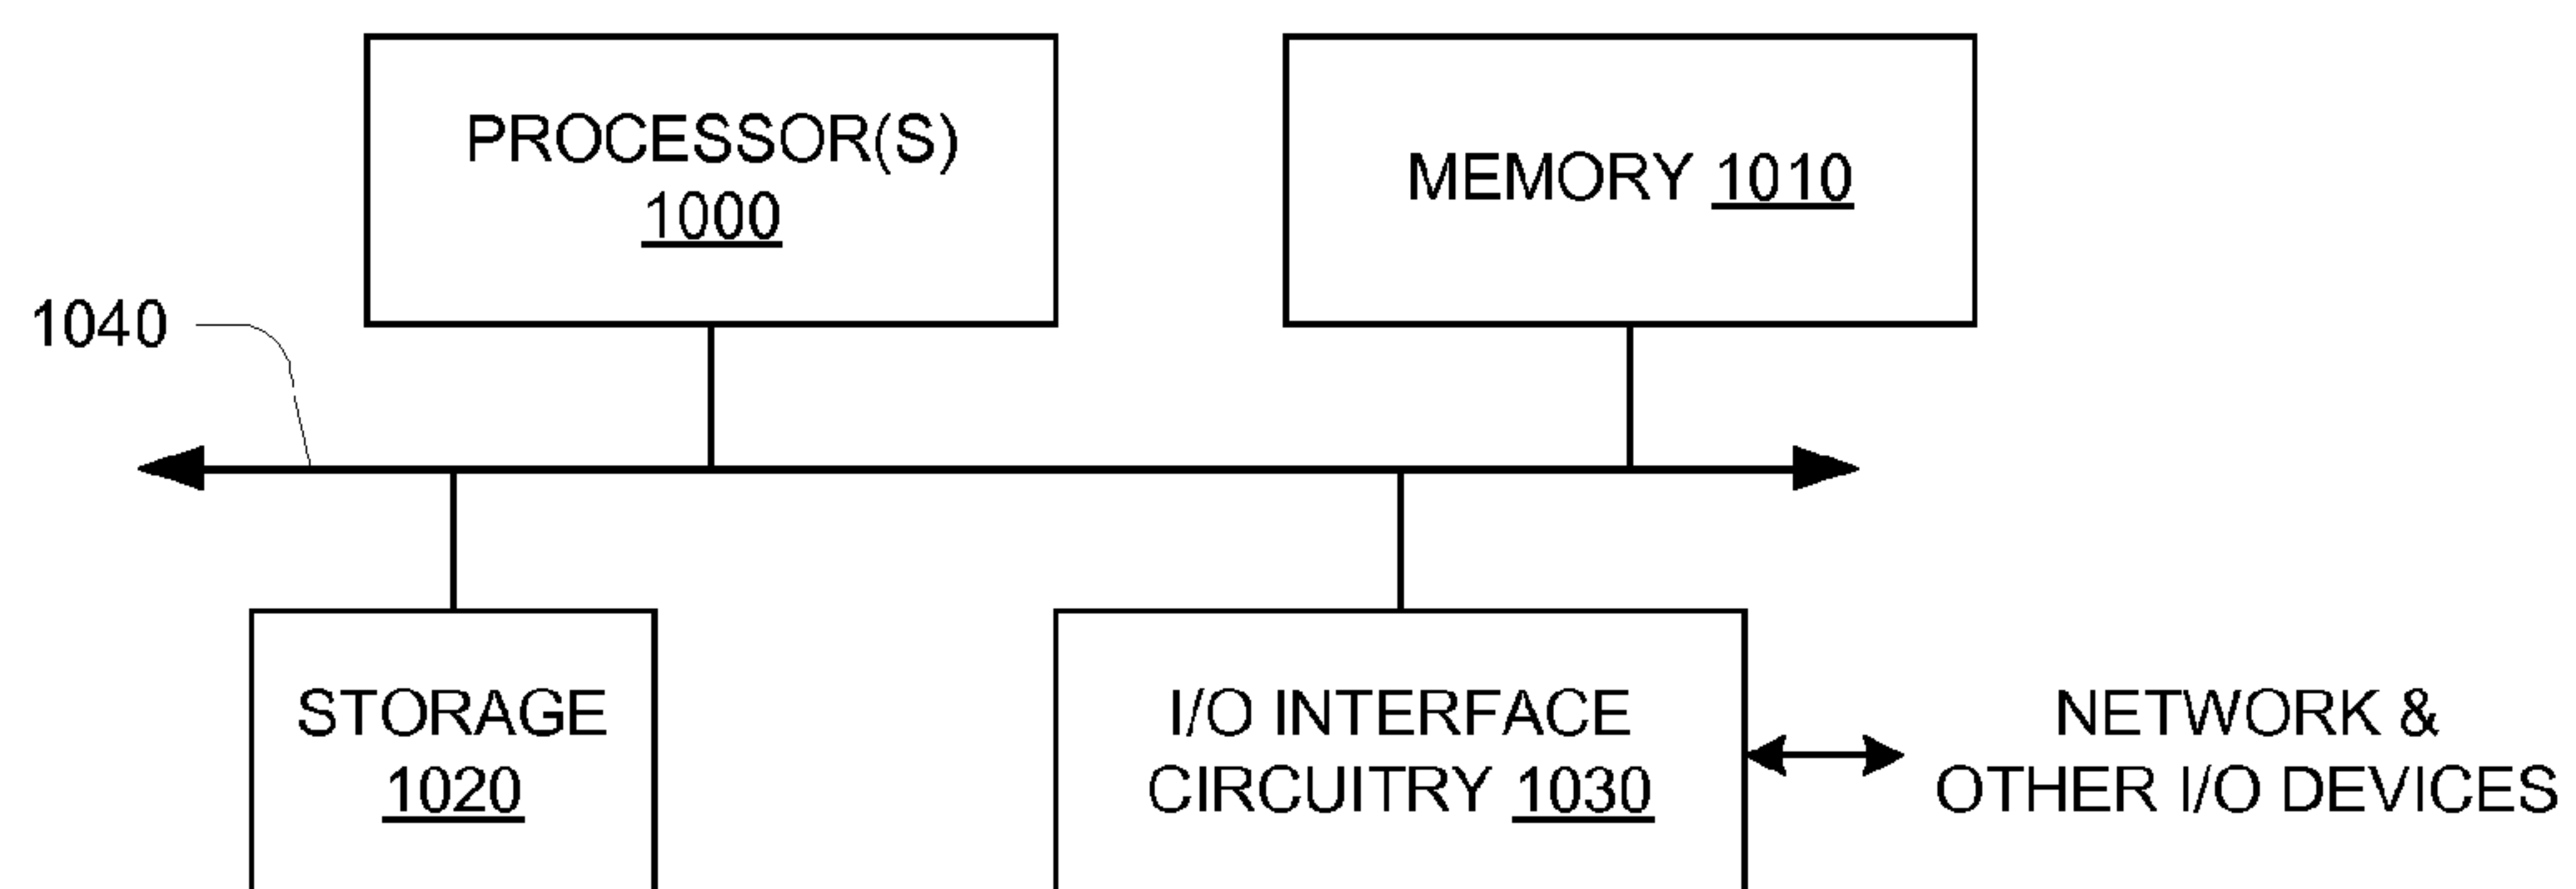 PROCESSOR(S)
1000
MEMORY 1010
1040
STORAGE
1020
I/O INTERFACE
CIRCUITRY 1030
NETWORK &
OTHER I/O DEVICES